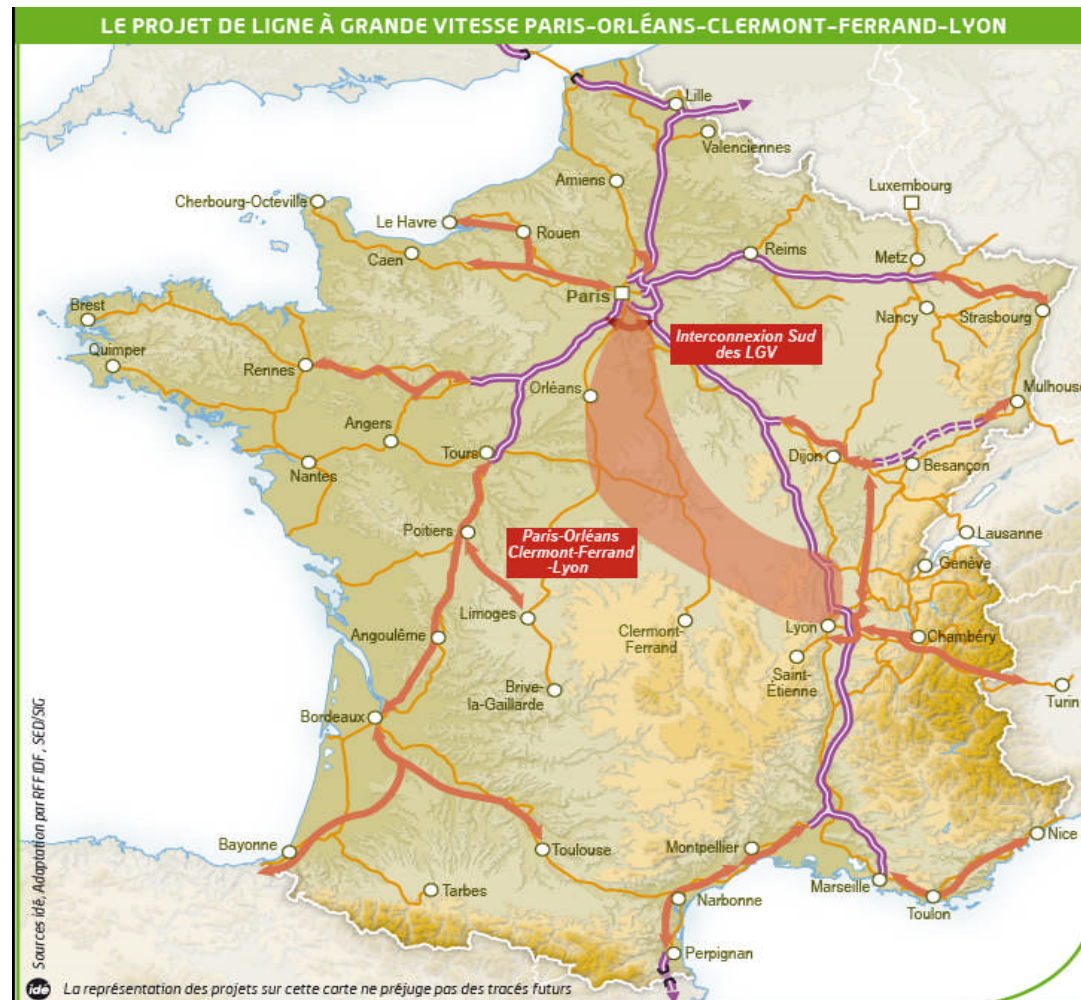 LE PROJET DE LIGNE À GRANDE VITESSE PARIS-ORLÉANS-CLERMONT-FERRAND-LYON
Lille
Valenciennes
Amiens
Luxembourg
Cherbourg-Octeville
Le Havre
Rouen
Caen
Reims
Metz
Paris
Nancy
Strasbourg
Brest
Quimper
Rennes
Interconnexion Sud
des LGV
Orléans
Mulhouse
Angers
Tours
Nantes
Dijon
Besançon
Poitiers
Paris-Orléans
Clermont-Ferrand
-Lyon
Lausanne
Genève
Limoges
Clermont-
Ferrand
Lyon
Chambéry
Angoulême
Saint-
Étienne
Brive-
la-Gaillarde
Turin
Bordeaux
Bayonne
Toulouse
Montpellier
Nice
Tarbes
Narbonne
Marseille
Toulon
Perpignan
Sources idé, Adaptation par RFF IDF, SED/SIG
idé
La représentation des projets sur cette carte ne préjuge pas des tracés futurs